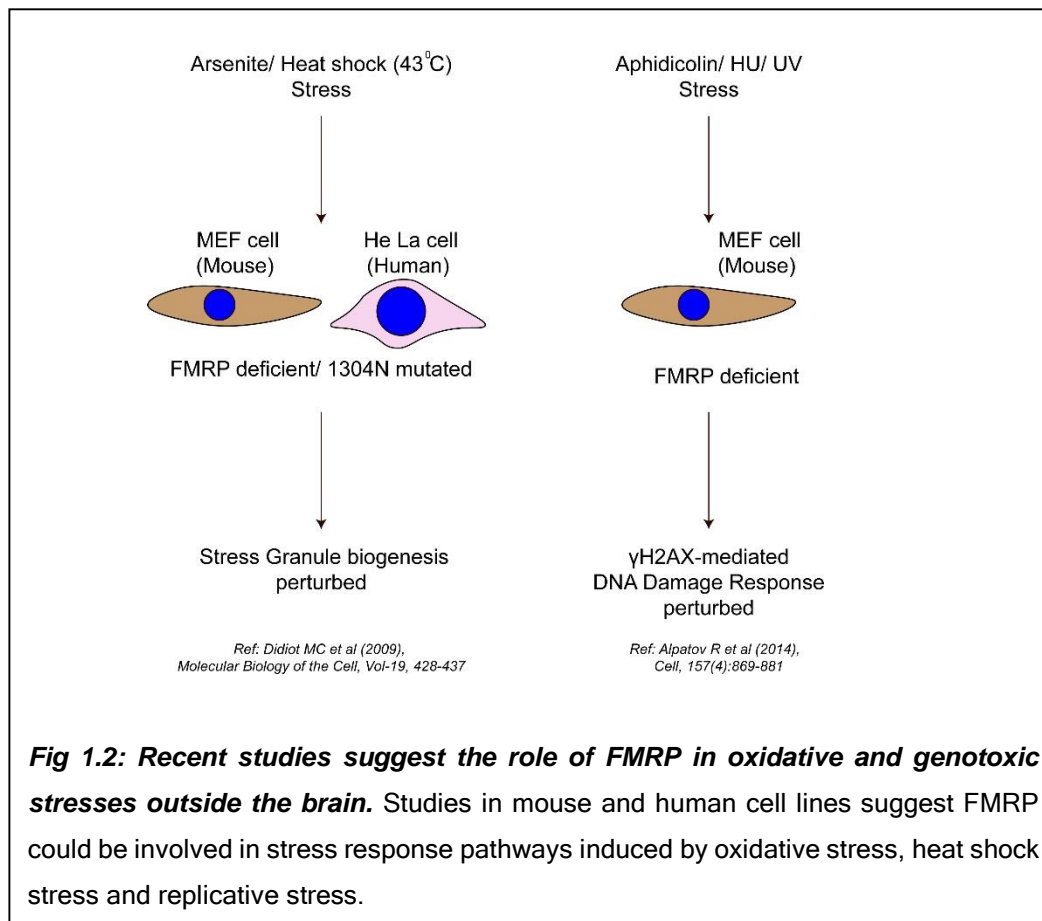 Arsenite/ Heat shock (43⁰C)
Stress
MEF cell
(Mouse)
He La cell
(Human)
FMRP deficient/ 1304N mutated
Stress Granule biogenesis
perturbed
Ref: Didiot MC et al (2009),
Molecular Biology of the Cell, Vol-19, 428-437
Aphidicolin/ HU/ UV
Stress
MEF cell
(Mouse)
FMRP deficient
γH2AX-mediated
DNA Damage Response
perturbed
Ref: Alpatov R et al (2014),
Cell, 157(4):869-881
Fig 1.2: Recent studies suggest the role of FMRP in oxidative and genotoxic
stresses outside the brain. Studies in mouse and human cell lines suggest FMRP
could be involved in stress response pathways induced by oxidative stress, heat shock
stress and replicative stress.